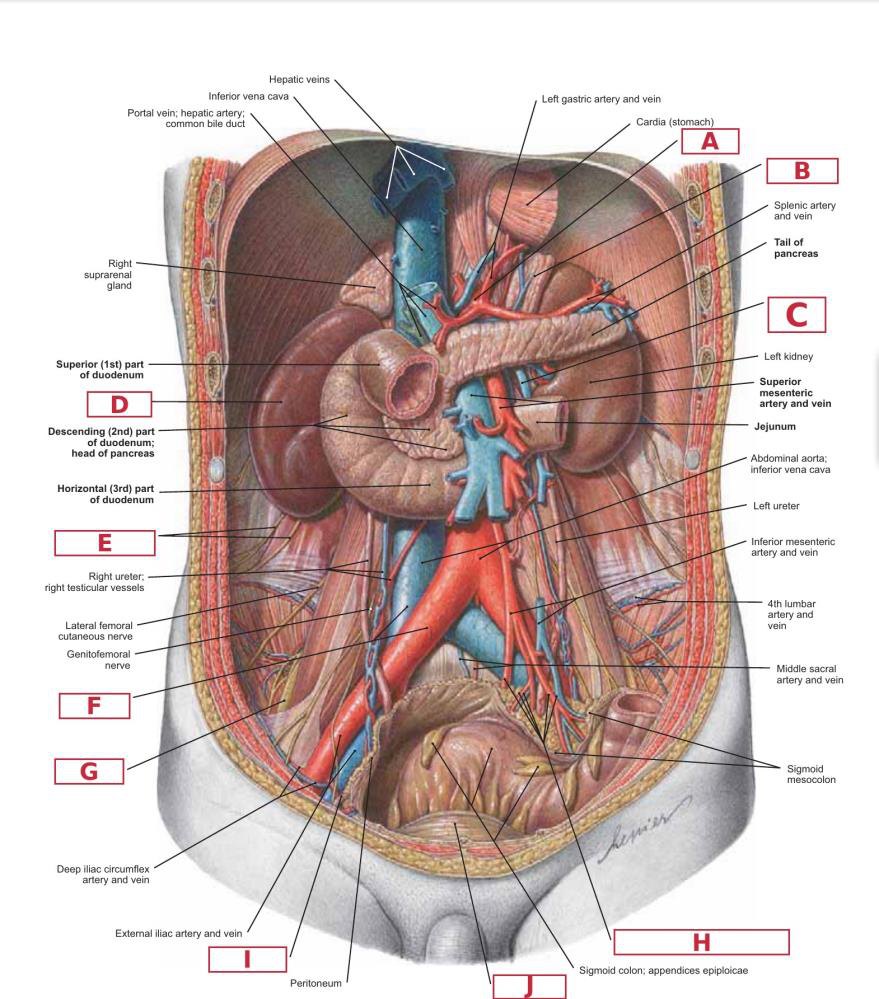 Hepatic veins
Inferior vena cava
Portal vein; hepatic artery;
common bile duct
Left gastric artery and vein
Cardia (stomach)
A
B
Splenic artery
and vein
Tail of
pancreas
Right
suprarenal
gland
C
Superior (1st) part
of duodenum
Left kidney
D
Superior
mesenteric
artery and vein
Descending (2nd) part
of duodenum;
head of pancreas
Jejunum
Abdominal aorta;
inferior vena cava
Horizontal (3rd) part
of duodenum
Left ureter
E
Inferior mesenteric
artery and vein
Right ureter;
right testicular vessels
4th lumbar
artery and
vein
Lateral femoral
cutaneous nerve
Genitofemoral
nerve
Middle sacral
artery and vein
F
G
Sigmoid
mesocolon
Deep iliac circumflex
artery and vein
External iliac artery and vein
H
I
Sigmoid colon; appendices epiploicae
Peritoneum
J